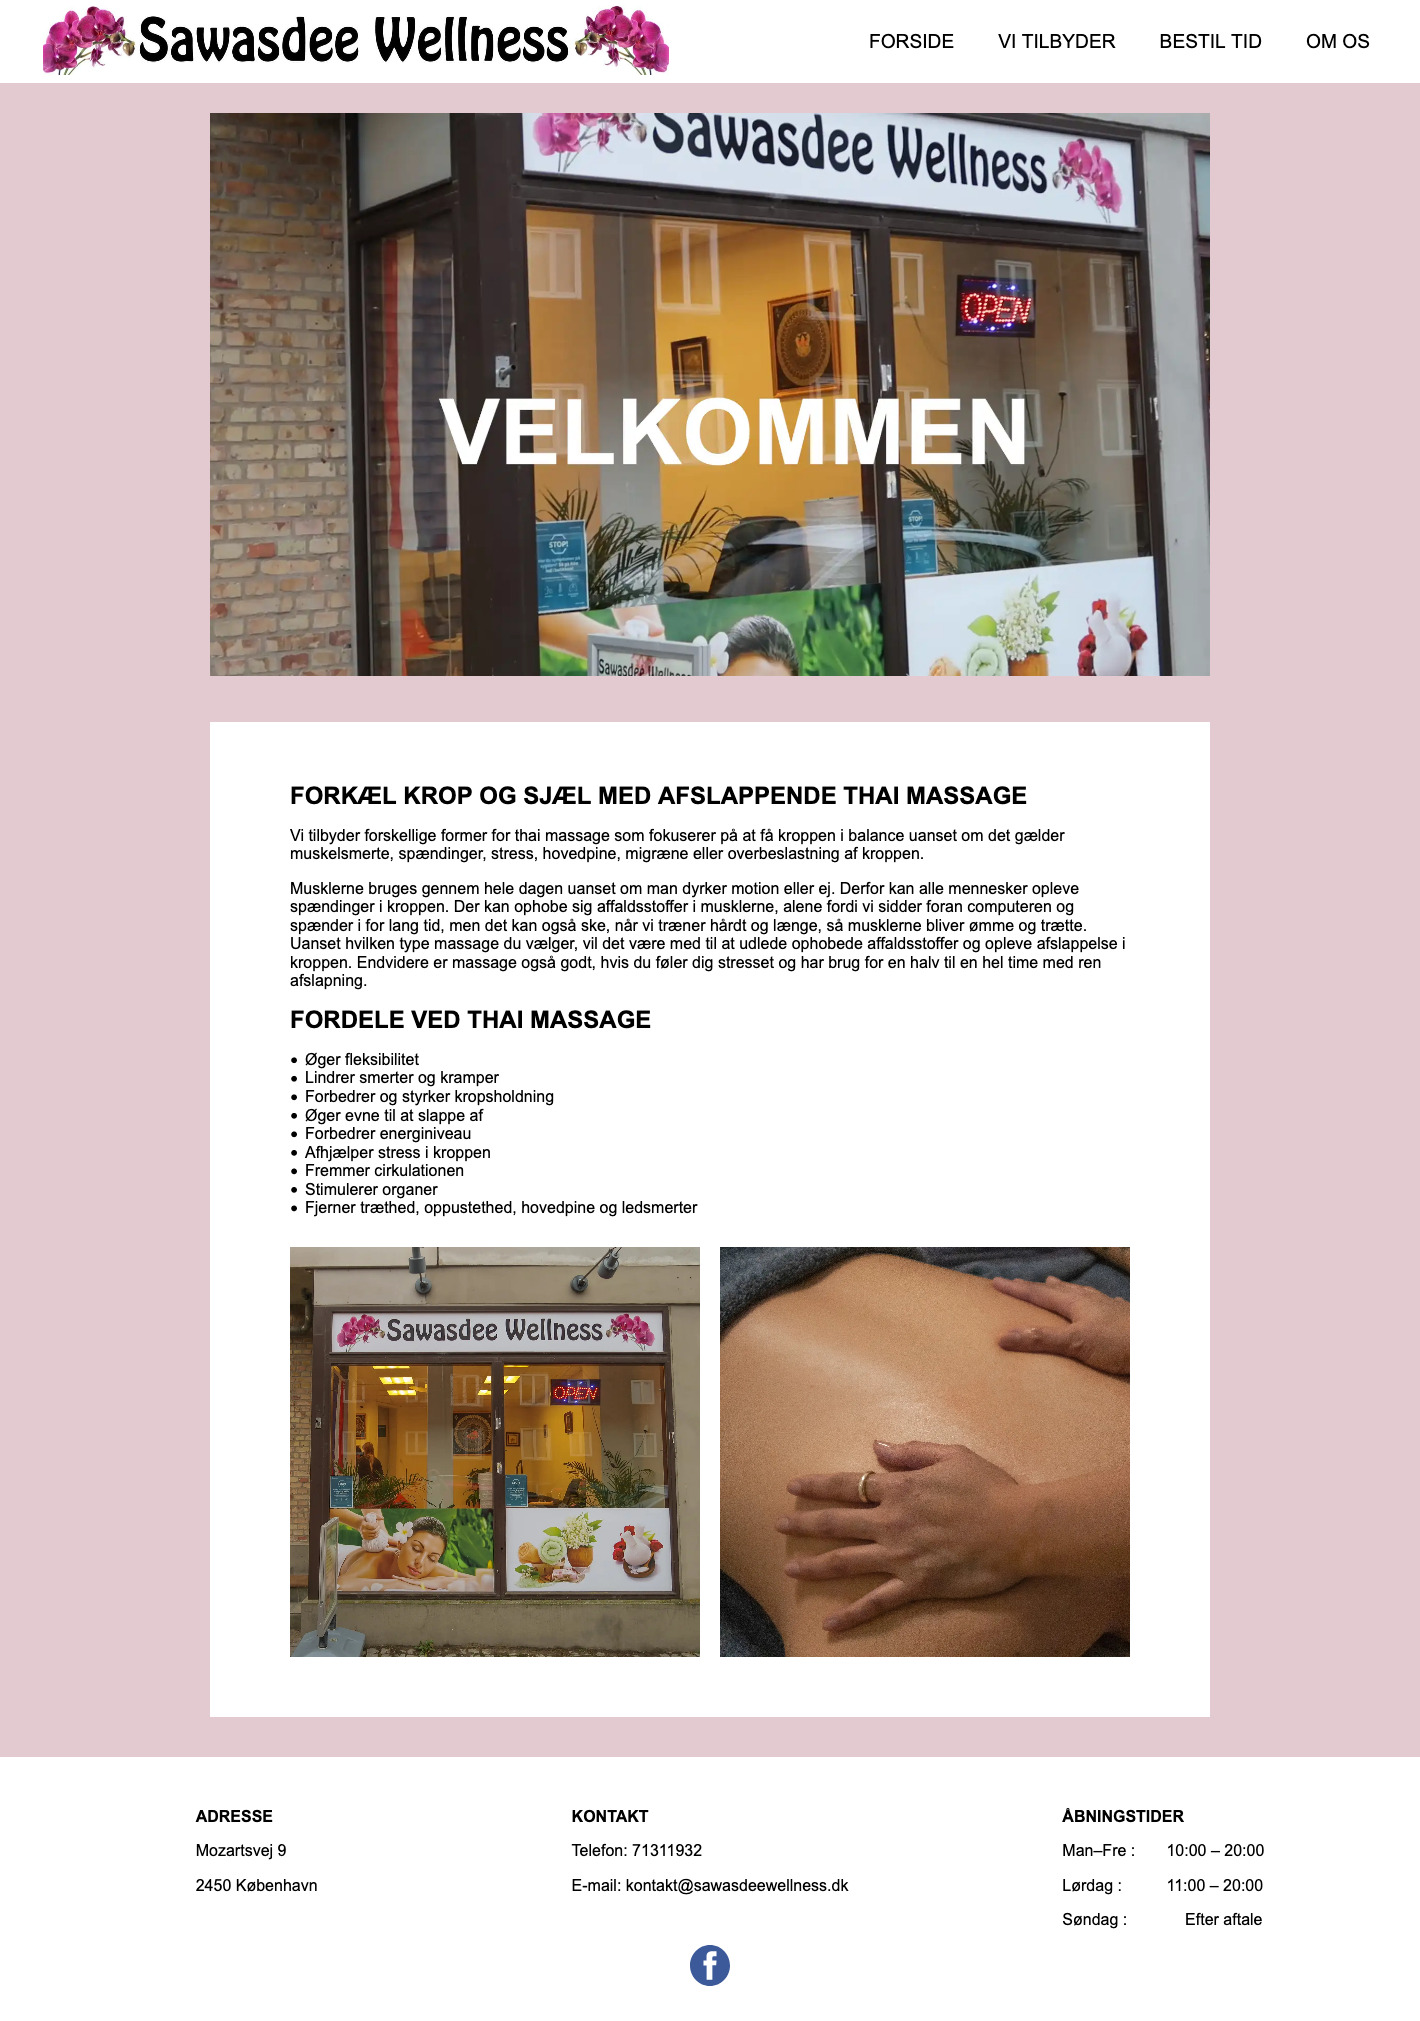 Sawasdee Wellness
FORSIDE VI TILBYDER BESTIL TID OM OS
Sawasdee Wellness
OPEN
VELKOMMEN
STOP!
STOP!
Sawasdee Wellness
FORKÆL KROP OG SJÆL MED AFSLAPPENDE THAI MASSAGE
Vi tilbyder forskellige former for thai massage som fokuserer på at få kroppen i balance uanset om det gælder
muskelsmerte, spændinger, stress, hovedpine, migræne eller overbeslastning af kroppen.
Musklerne bruges gennem hele dagen uanset om man dyrker motion eller ej. Derfor kan alle mennesker opleve
spændinger i kroppen. Der kan ophobe sig affaldsstoffer i musklerne, alene fordi vi sidder foran computeren og
spænder i for lang tid, men det kan også ske, når vi træner hårdt og længe, så musklerne bliver ømme og trætte.
Uanset hvilken type massage du vælger, vil det være med til at udlede ophobede affaldsstoffer og opleve afslappelse i
kroppen. Endvidere er massage også godt, hvis du føler dig stresset og har brug for en halv til en hel time med ren
afslapning.
FORDELE VED THAI MASSAGE
• Øger fleksibilitet
• Lindrer smerter og kramper
• Forbedrer og styrker kropsholdning
• Øger evne til at slappe af
• Forbedrer energiniveau
• Afhjælper stress i kroppen
• Fremmer cirkulationen
• Stimulerer organer
• Fjerner træthed, oppustethed, hovedpine og ledsmerter
Sawasdee Wellness
OPEN
ADRESSE
Mozartsvej 9
2450 København
KONTAKT
Telefon: 71311932
E-mail: kontakt@sawasdeewellness.dk
ÅBNINGSTIDER
Man–Fre : 10:00 – 20:00
Lørdag : 11:00 – 20:00
Søndag : Efter aftale